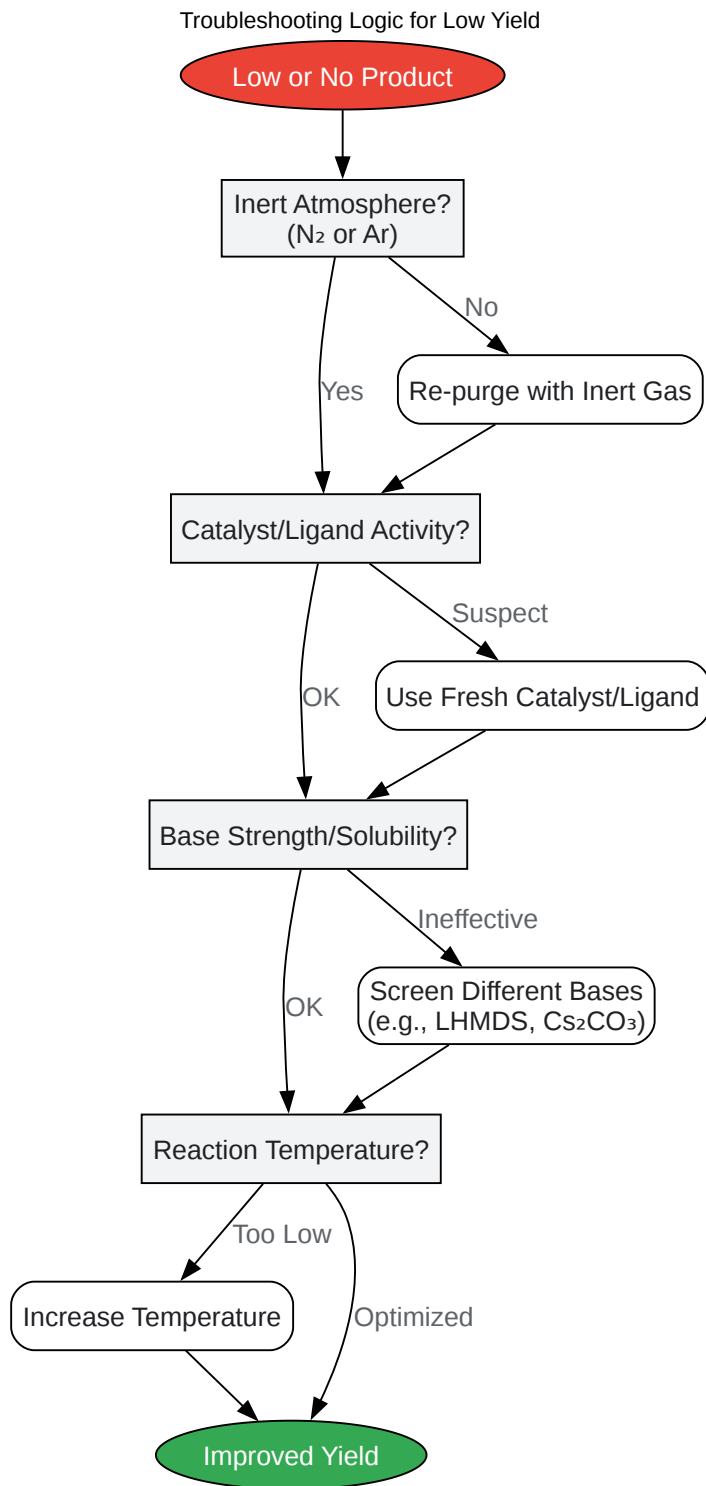 Troubleshooting Logic for Low Yield
Low or No Product
Inert Atmosphere?
(N₂ or Ar)
No
Yes
Re-purge with Inert Gas
Catalyst/Ligand Activity?
Suspect
OK
Use Fresh Catalyst/Ligand
Base Strength/Solubility?
Ineffective
OK
Screen Different Bases
(e.g., LHMDS, Cs₂CO₃)
Reaction Temperature?
Too Low
Increase Temperature
Optimized
Improved Yield